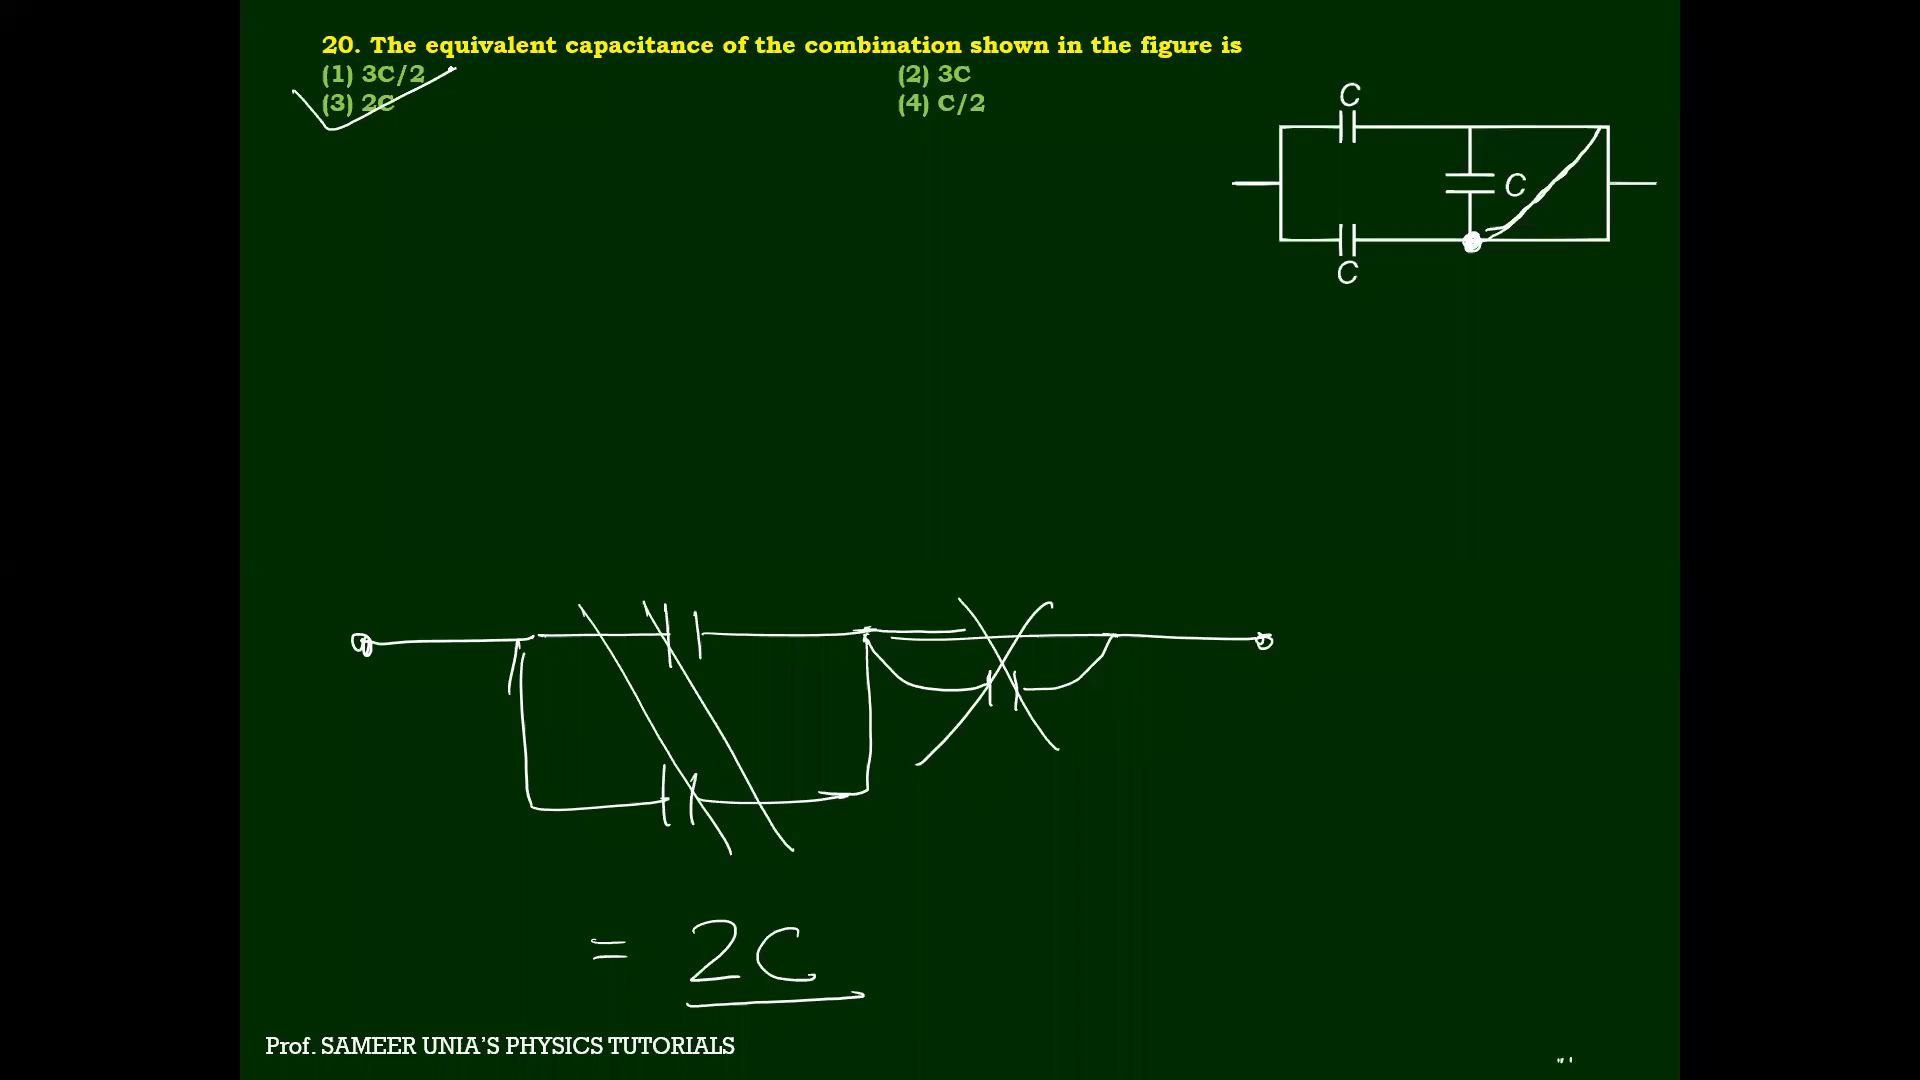 20. The equivalent capacitance of the combination shown in the figure is
(1) 3C/2 (2) 3C
(3) 2C (4) C/2
C
C
C
= 2C
Prof. SAMEER UNIA’S PHYSICS TUTORIALS